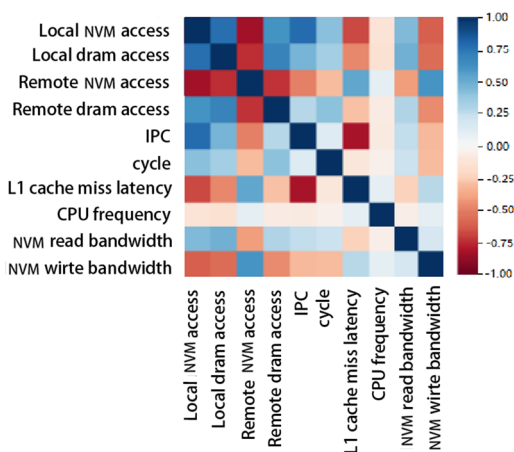 Local NVM access
Local dram access
Remote NVM access
Remote dram access
IPC
cycle
L1 cache miss latency
CPU frequency
NVM read bandwidth
NVM wirte bandwidth
1.00
0.75
0.50
0.25
0.00
-0.25
-0.50
-0.75
-1.00
Local NVM access
Local dram access
Remote NVM access
Remote dram access
IPC
cycle
L1 cache miss latency
CPU frequency
NVM read bandwidth
NVM wirte bandwidth